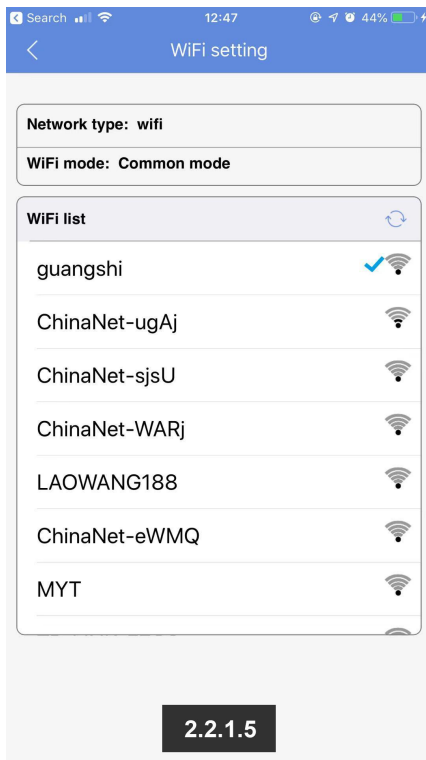 Search 12:47 44%
WiFi setting
Network type: wifi
WiFi mode: Common mode
WiFi list
guangshi
ChinaNet-ugAj
ChinaNet-sjsU
ChinaNet-WARj
LAOWANG188
ChinaNet-eWMQ
MYT
2.2.1.5